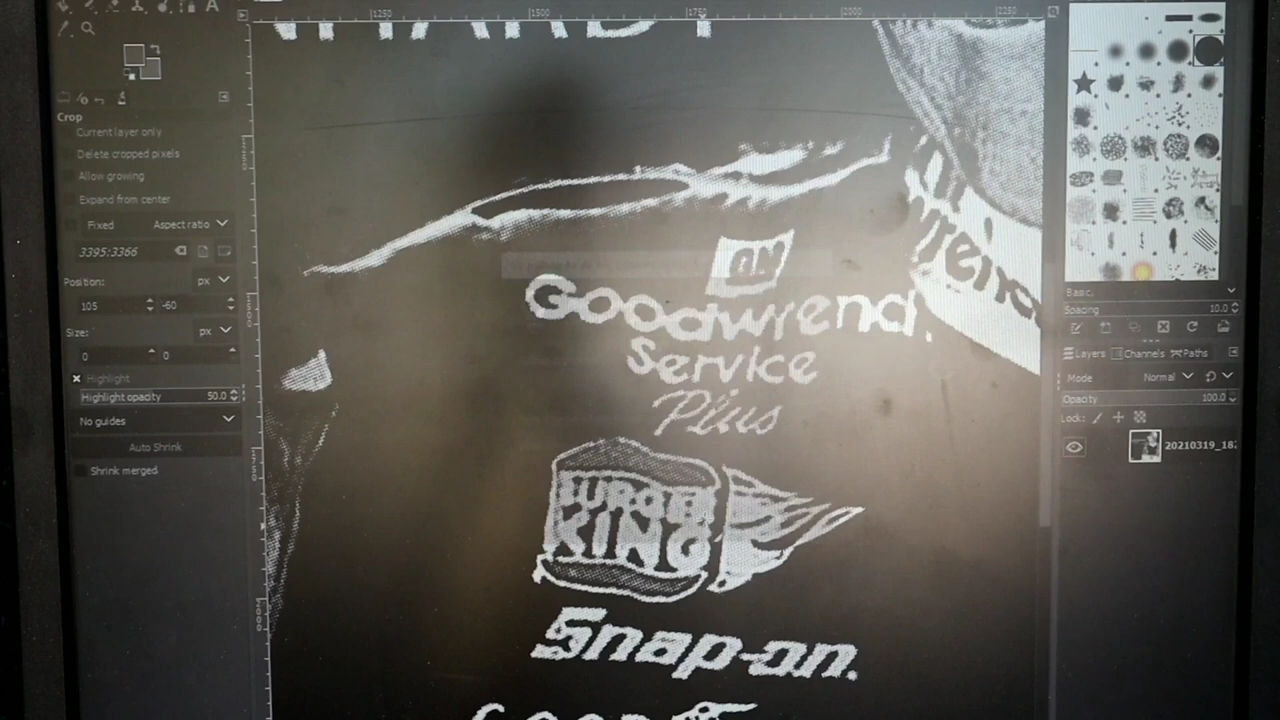 1250 1500 1750 2000 2250
A
Crop
Current layer only
Delete cropped pixels
Allow growing
Expand from center
Fixed Aspect ratio
3395:3366
Position:
px
105 -60
Size:
px
0 0
Highlight
Highlight opacity 50.0
No guides
Auto Shrink
Shrink merged
Goodwrench
Service
Plus
BURGER
KING
Snap-on.
Basic,
Spacing 10.0
Layers Channels Paths
Mode Normal
Opacity 100.0
Lock:
20210319_182